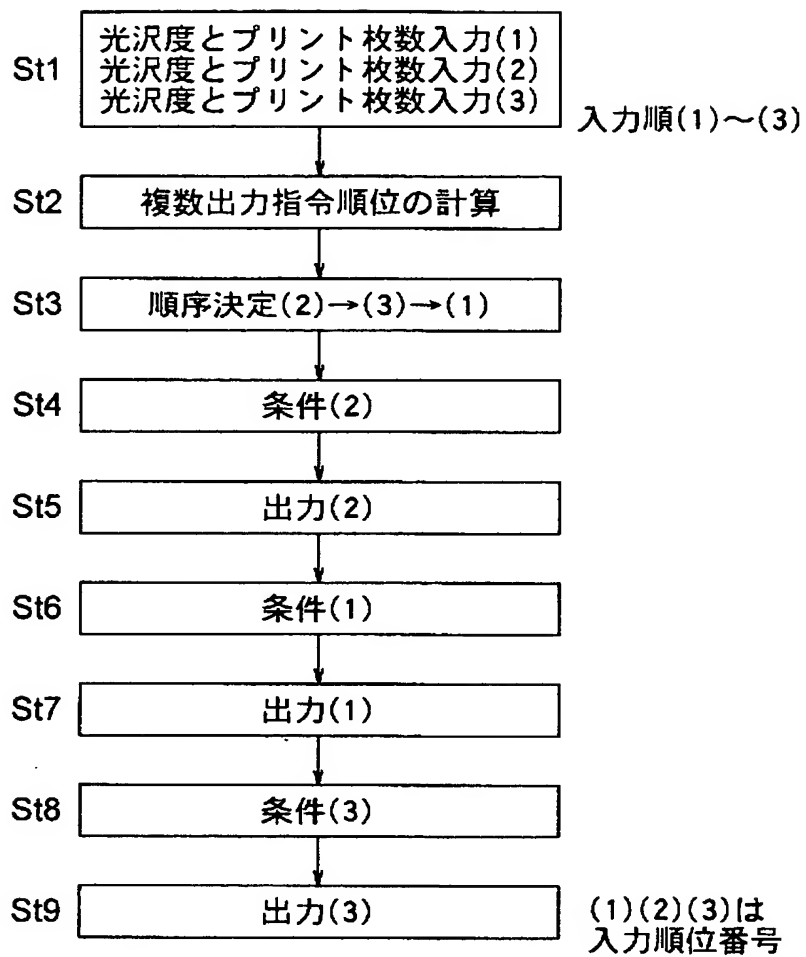 St1
光沢度とプリント枚数入力(1)
光沢度とプリント枚数入力(2)
光沢度とプリント枚数入力(3)
入力順(1)～(3)
St2
複数出力指令順位の計算
St3
順序決定(2)→(3)→(1)
St4
条件(2)
St5
出力(2)
St6
条件(1)
St7
出力(1)
St8
条件(3)
St9
出力(3)
(1)(2)(3)は
入力順位番号